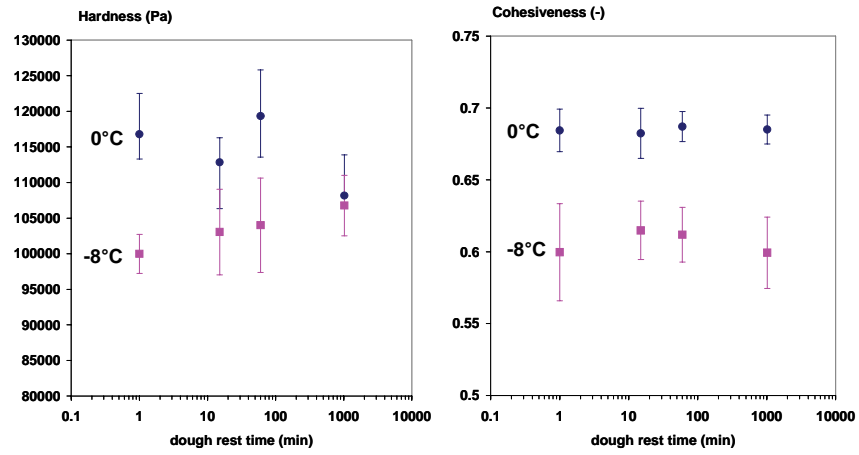 Hardness (Pa)
130000
125000
120000
115000
110000
105000
100000
95000
90000
85000
80000
0°C
-8°C
0.1 1 10 100 1000 10000
dough rest time (min)
Cohesiveness (-)
0.75
0.7
0.65
0.6
0.55
0.5
0°C
-8°C
0.1 1 10 100 1000 10000
dough rest time (min)